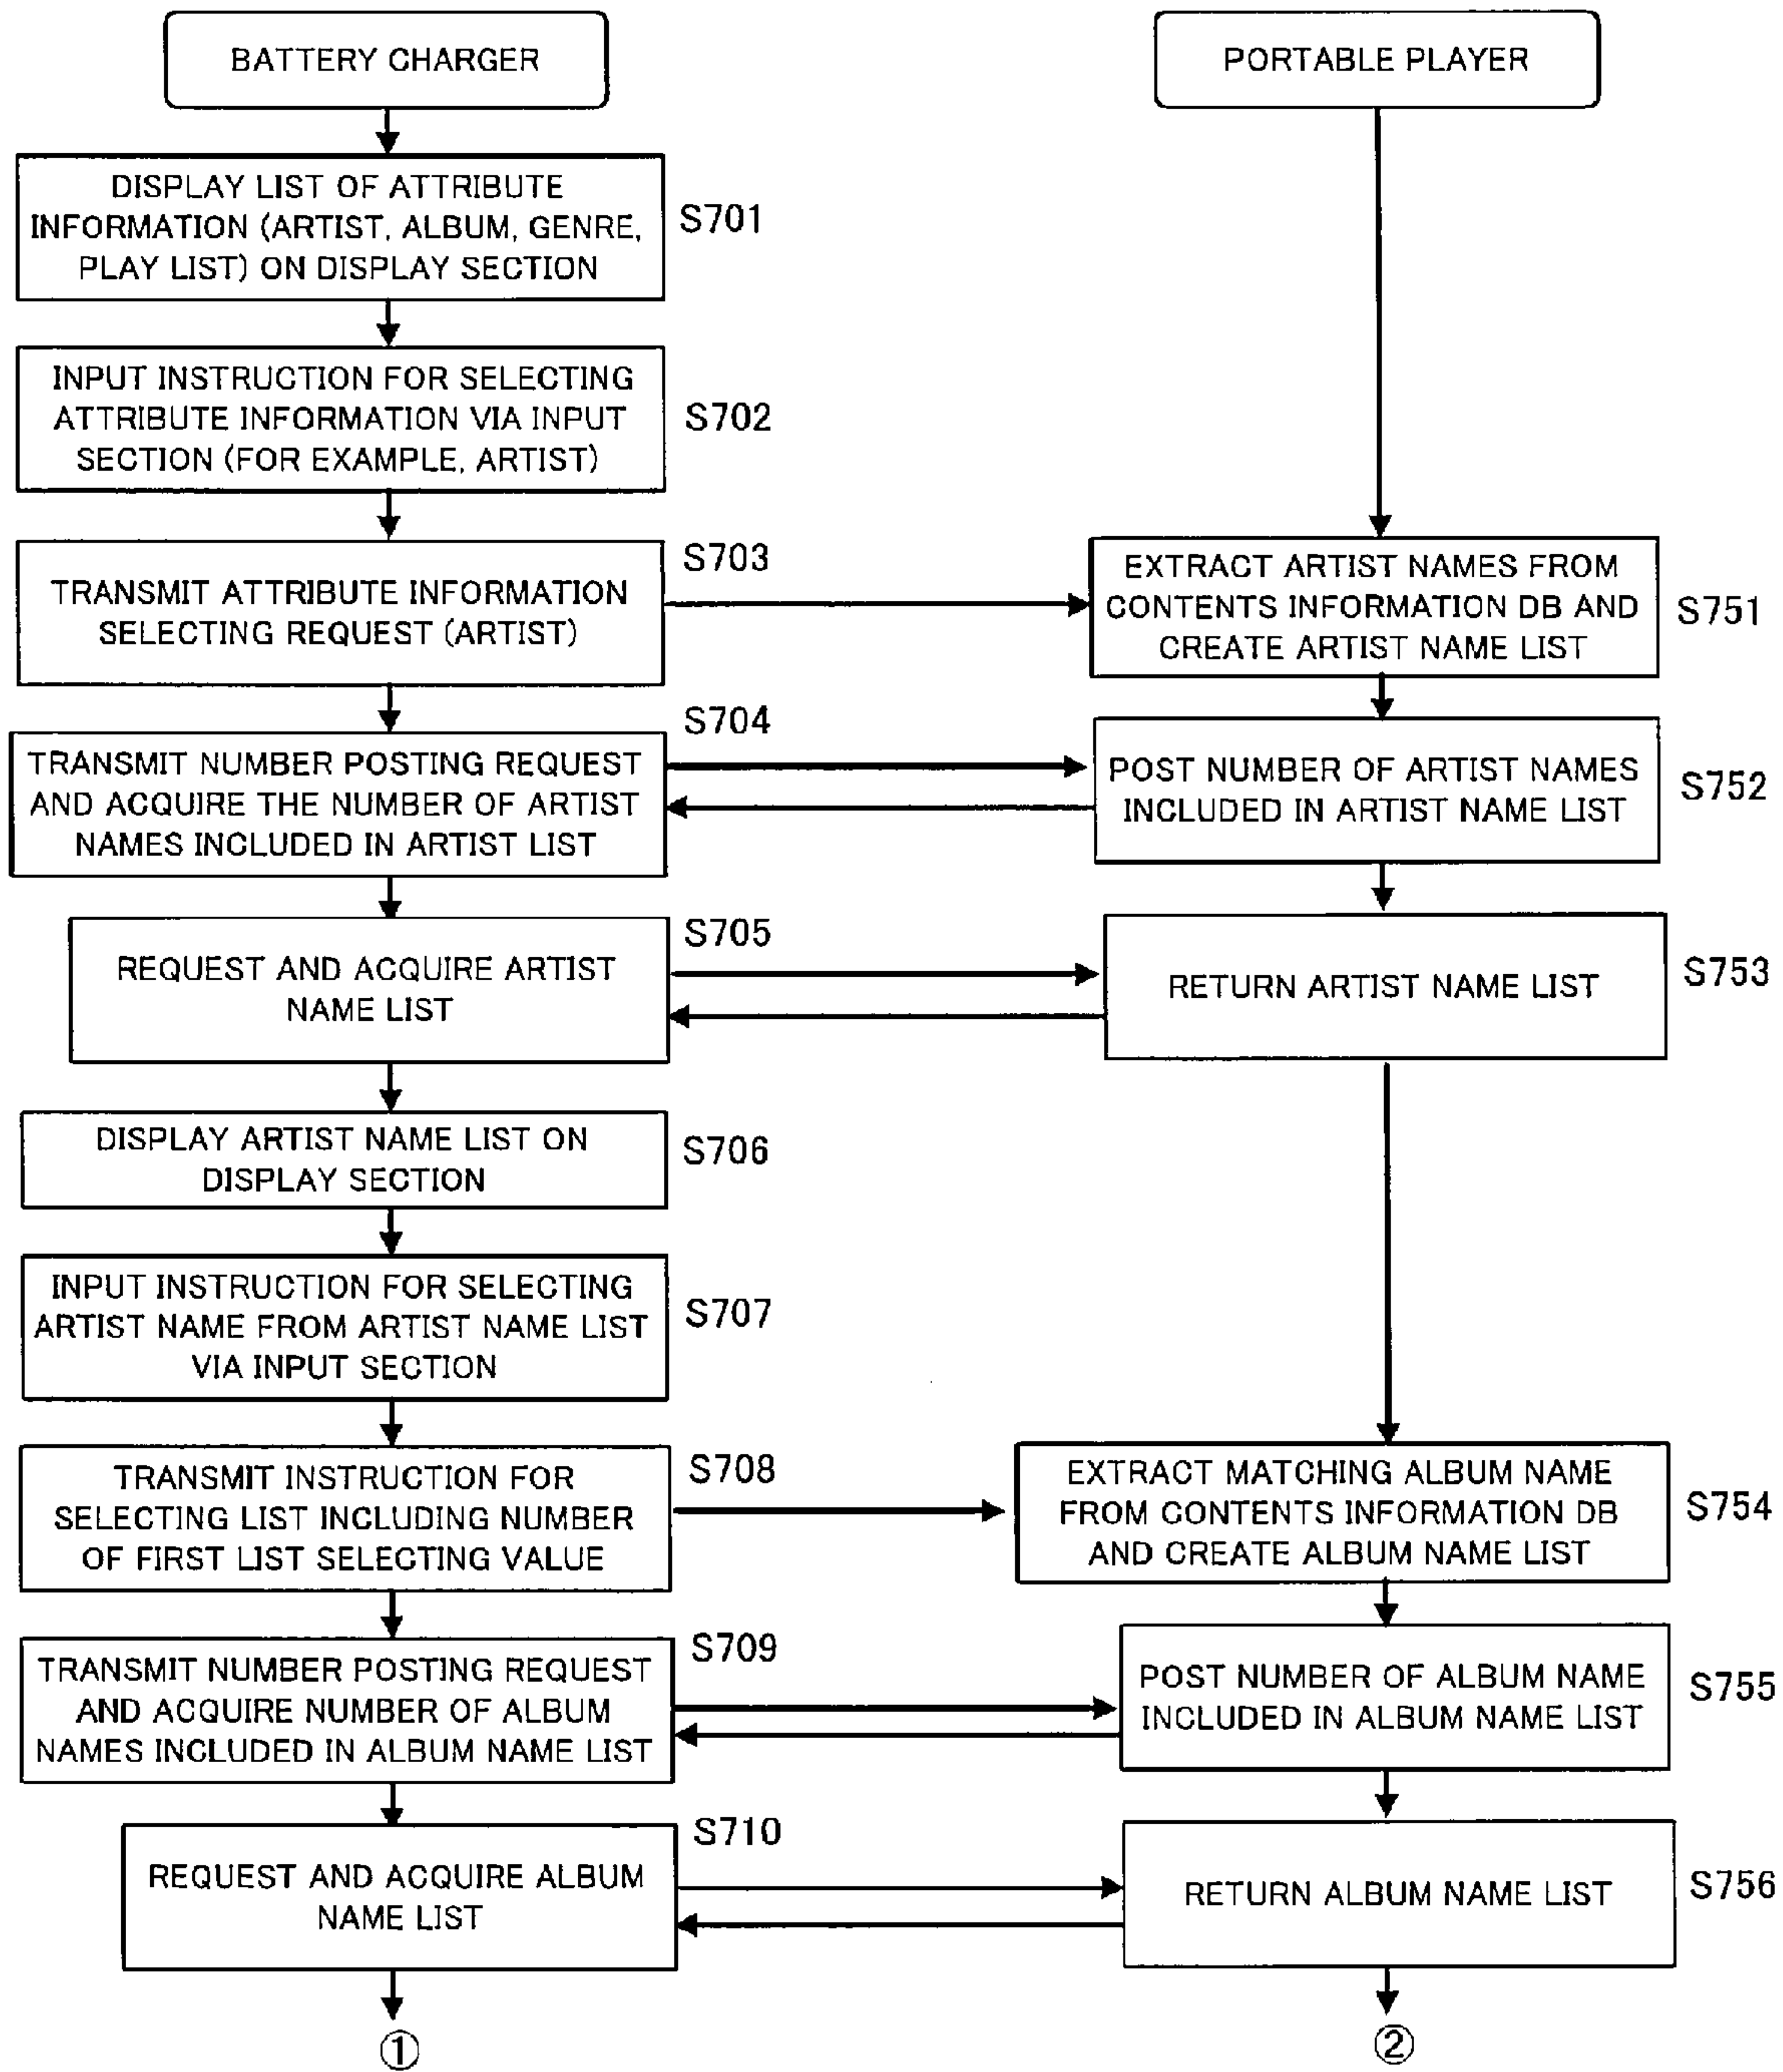 BATTERY CHARGER
PORTABLE PLAYER
DISPLAY LIST OF ATTRIBUTE
INFORMATION (ARTIST, ALBUM, GENRE,
PLAY LIST) ON DISPLAY SECTION
S701
INPUT INSTRUCTION FOR SELECTING
ATTRIBUTE INFORMATION VIA INPUT
SECTION (FOR EXAMPLE, ARTIST)
S702
TRANSMIT ATTRIBUTE INFORMATION
SELECTING REQUEST (ARTIST)
S703
EXTRACT ARTIST NAMES FROM
CONTENTS INFORMATION DB AND
CREATE ARTIST NAME LIST
S751
TRANSMIT NUMBER POSTING REQUEST
AND ACQUIRE THE NUMBER OF ARTIST
NAMES INCLUDED IN ARTIST LIST
S704
POST NUMBER OF ARTIST NAMES
INCLUDED IN ARTIST NAME LIST
S752
REQUEST AND ACQUIRE ARTIST
NAME LIST
S705
RETURN ARTIST NAME LIST
S753
DISPLAY ARTIST NAME LIST ON
DISPLAY SECTION
S706
INPUT INSTRUCTION FOR SELECTING
ARTIST NAME FROM ARTIST NAME LIST
VIA INPUT SECTION
S707
TRANSMIT INSTRUCTION FOR
SELECTING LIST INCLUDING NUMBER
OF FIRST LIST SELECTING VALUE
S708
EXTRACT MATCHING ALBUM NAME
FROM CONTENTS INFORMATION DB
AND CREATE ALBUM NAME LIST
S754
TRANSMIT NUMBER POSTING REQUEST
AND ACQUIRE NUMBER OF ALBUM
NAMES INCLUDED IN ALBUM NAME LIST
S709
POST NUMBER OF ALBUM NAME
INCLUDED IN ALBUM NAME LIST
S755
REQUEST AND ACQUIRE ALBUM
NAME LIST
S710
RETURN ALBUM NAME LIST
S756
①
②